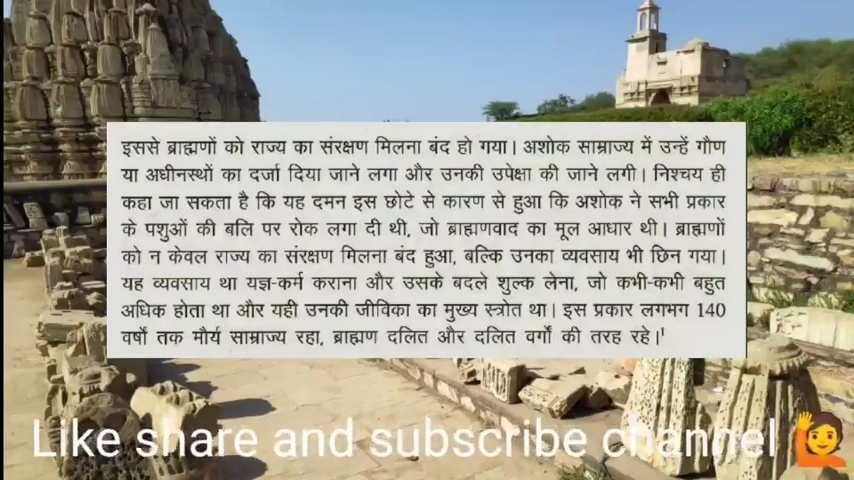 इससे ब्राह्मणों को राज्य का संरक्षण मिलना बंद हो गया। अशोक साम्राज्य में उन्हें गौण
या अधीनस्थों का दर्जा दिया जाने लगा और उनकी उपेक्षा की जाने लगी। निश्चय ही
कहा जा सकता है कि यह दमन इस छोटे से कारण से हुआ कि अशोक ने सभी प्रकार
के पशुओं की बलि पर रोक लगा दी थी, जो ब्राह्मणवाद का मूल आधार थी। ब्राह्मणों
को न केवल राज्य का संरक्षण मिलना बंद हुआ, बल्कि उनका व्यवसाय भी छिन गया।
यह व्यवसाय था यज्ञ-कर्म कराना और उसके बदले शुल्क लेना, जो कभी-कभी बहुत
अधिक होता था और यही उनकी जीविका का मुख्य स्त्रोत था। इस प्रकार लगभग 140
वर्षों तक मौर्य साम्राज्य रहा, ब्राह्मण दलित और दलित वर्गों की तरह रहे।¹
Like share and subscribe channel 🙋